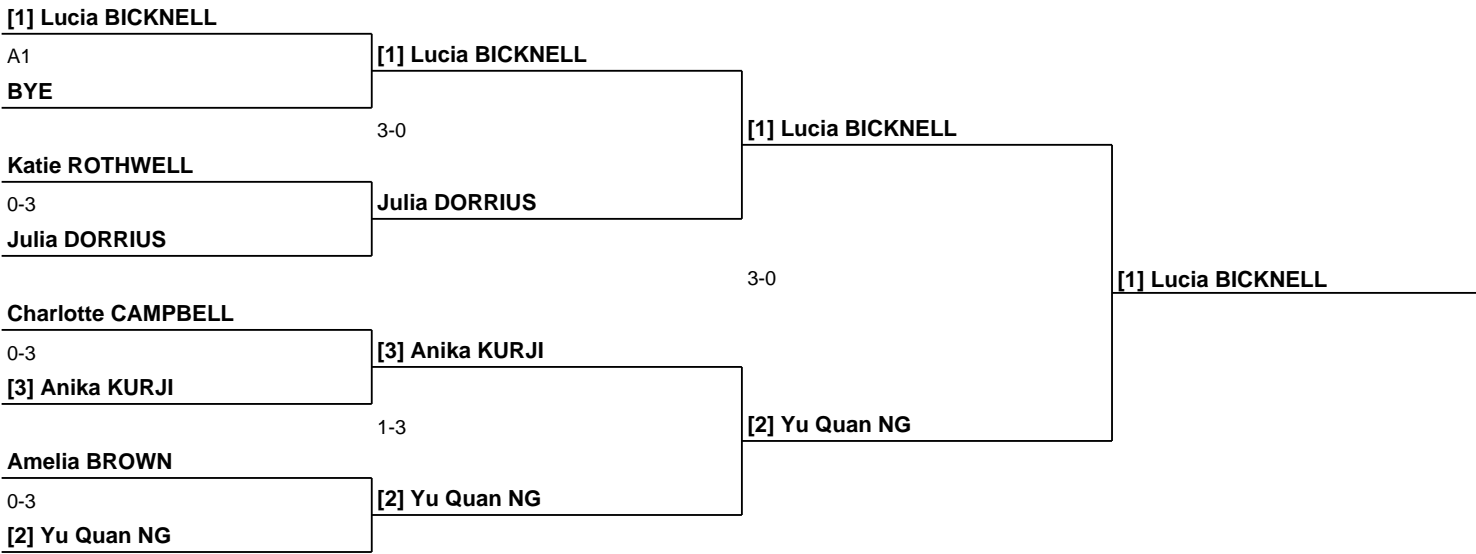 [1] Lucia BICKNELL
A1
[1] Lucia BICKNELL
BYE
3-0
[1] Lucia BICKNELL
Katie ROTHWELL
0-3
Julia DORRIUS
Julia DORRIUS
3-0
[1] Lucia BICKNELL
Charlotte CAMPBELL
0-3
[3] Anika KURJI
[3] Anika KURJI
1-3
[2] Yu Quan NG
Amelia BROWN
0-3
[2] Yu Quan NG
[2] Yu Quan NG